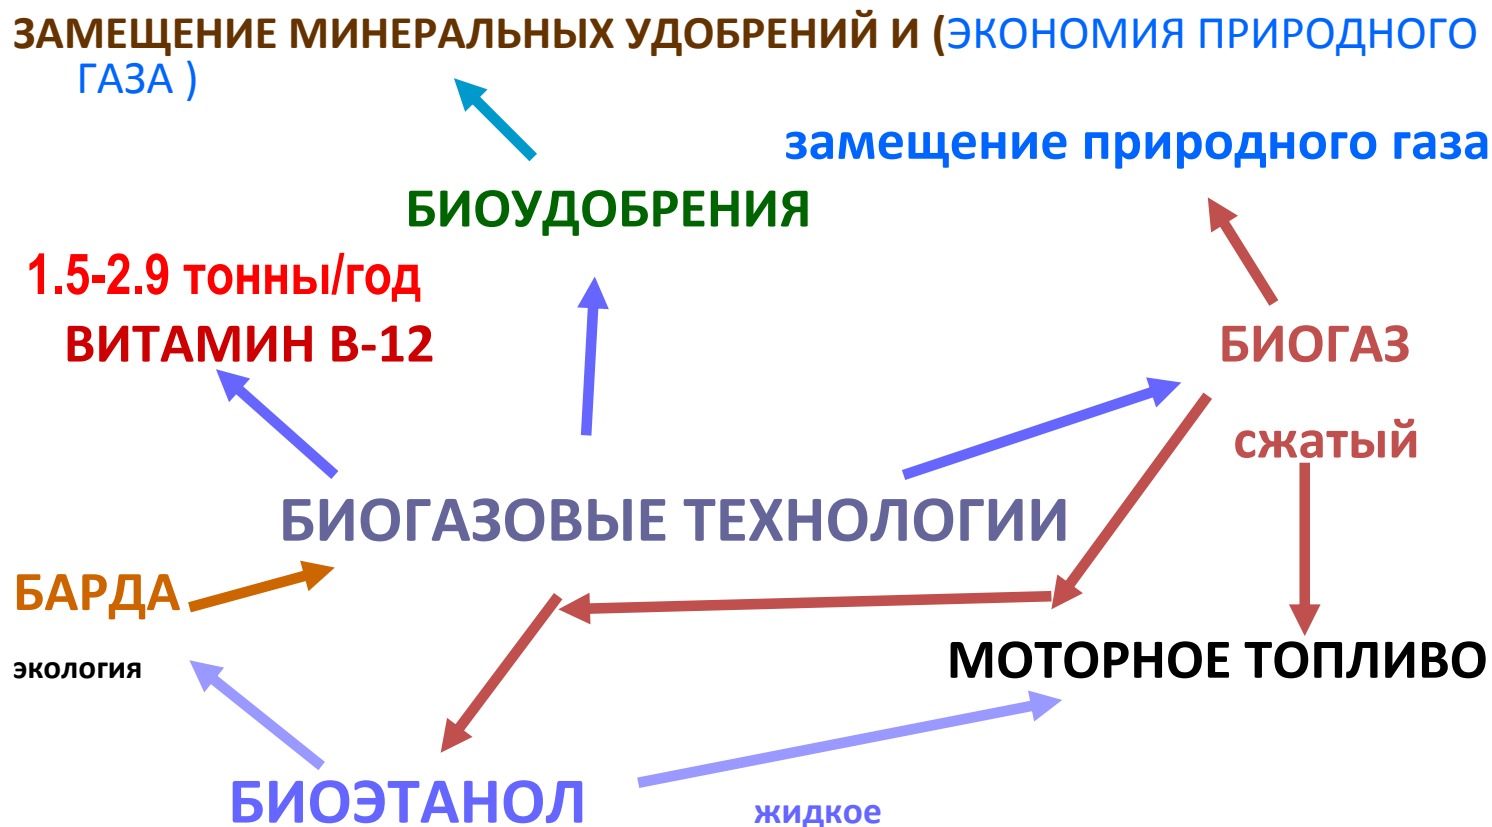 ЗАМЕЩЕНИЕ МИНЕРАЛЬНЫХ УДОБРЕНИЙ И (ЭКОНОМИЯ ПРИРОДНОГО
ГАЗА )
замещение природного газа
БИОУДОБРЕНИЯ
1.5-2.9 тонны/год
ВИТАМИН В-12
БИОГАЗ
сжатый
БИОГАЗОВЫЕ ТЕХНОЛОГИИ
БАРДА
экология
МОТОРНОЕ ТОПЛИВО
БИОЭТАНОЛ
жидкое